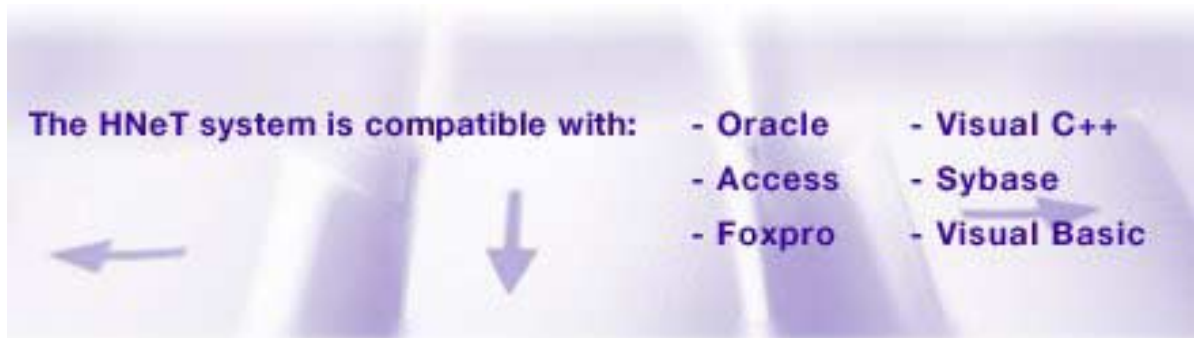 The HNeT system is compatible with:
- Oracle - Visual C++
- Access - Sybase
- Foxpro - Visual Basic